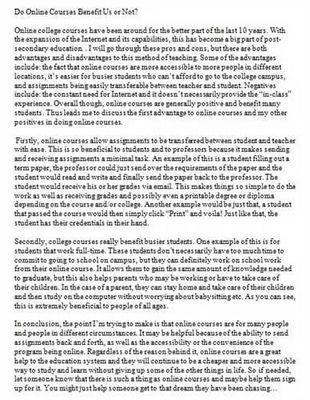 Do Online Courses Benefit Us or Not?
Online college courses have been around for the better part of the last 10 years. With
the expansion of the Internet and its capabilities, this has become a big part of post-
secondary education. . I will go through these pros and cons, but there are both
advantages and disadvantages to this method of teaching. Some of the advantages
include: the fact that online courses are more accessible to more people in different
locations, it's easier for busier students who can't afford to go to the college campus,
and assignments being easily transferable between teacher and student. Negatives
include: the constant need for Internet and it doesn't necessarily provide the "in-class"
experience. Overall though, online courses are generally positive and benefit many
students. Thus leads me to discuss the first advantage to online courses and my other
positives in doing online courses.
Firstly, online courses allow assignments to be transferred between student and teacher
with ease. This is so beneficial to students and to professors because it makes sending
and receiving assignments a minimal task. An example of this is a student filling out a
term paper, the professor could just send over the requirements of the paper and the
student would read and write and finally send the paper back to the professor. The
student would receive his or her grades via email. This makes things so simple to do the
work as well as receiving grades and possibly even a printable degree or diploma
depending on the course and/or college. Another example would be just that, a student
that passed the course would then simply click "Print" and voila! Just like that, the
student has their credentials in their hand.
Secondly, college courses really benefit busier students. One example of this is for
students that work full-time. These students don't necessarily have too much time to
commit to going to school on campus, but they can definitely work on school work
from their online course. It allows them to gain the same amount of knowledge needed
to graduate, but this also helps parents who may be working or have to take care of
their children. In the case of a parent, they can stay home and take care of their children
and then study on the computer without worrying about babysitting etc. As you can see,
this is extremely beneficial to people of all ages.
In conclusion, the point I'm trying to make is that online courses are for many people
and people in different circumstances. It may be helpful because of the ability to send
assignments back and forth, as well as the accessibility or the convenience of the
program being online. Regardless of the reason behind it, online courses are a great
help to the education system and they will continue to be a cheaper and more accessible
way to study and learn without giving up some of the other things in life. So if needed,
let someone know that there is such a thing as online courses and maybe help them sign
up for it. You might just help someone get to that dream they have been chasing...